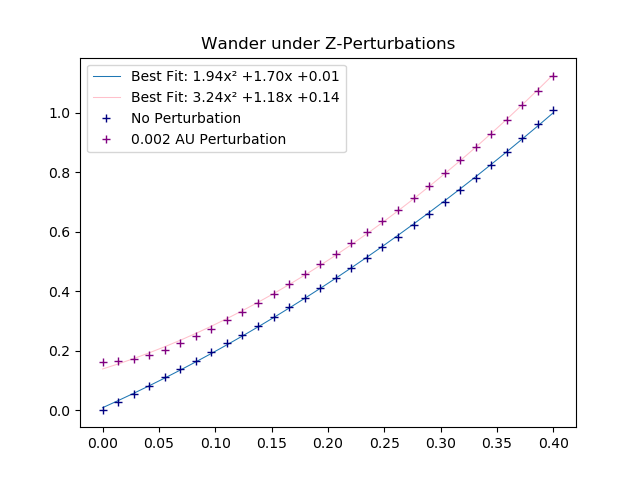 Wander under Z-Perturbations
Best Fit: 1.94x² +1.70x +0.01
Best Fit: 3.24x² +1.18x +0.14
No Perturbation
0.002 AU Perturbation
1.0
0.8
0.6
0.4
0.2
0.0
0.00 0.05 0.10 0.15 0.20 0.25 0.30 0.35 0.40